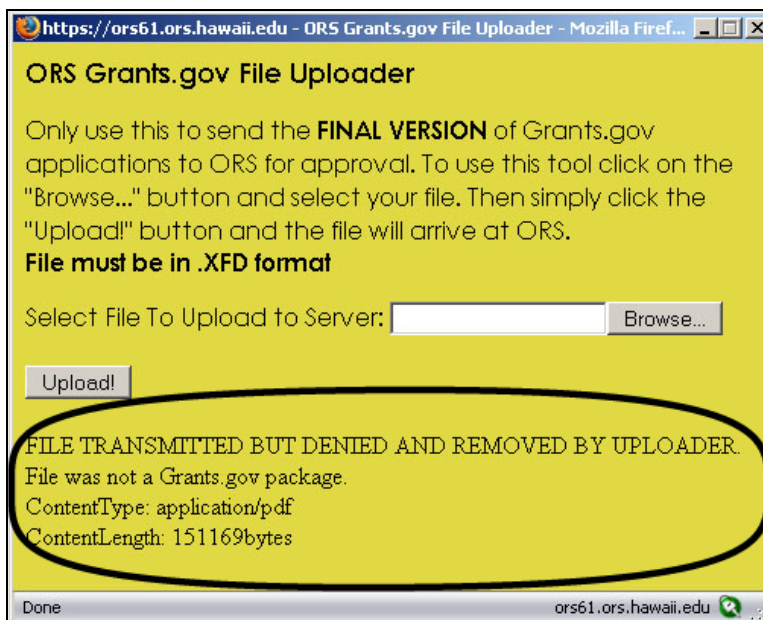 https://ors61.ors.hawaii.edu - ORS Grants.gov File Uploader - Mozilla Firef...
ORS Grants.gov File Uploader
Only use this to send the FINAL VERSION of Grants.gov
applications to ORS for approval. To use this tool click on the
"Browse..." button and select your file. Then simply click the
"Upload!" button and the file will arrive at ORS.
File must be in .XFD format
Select File To Upload to Server: Browse...
Upload!
FILE TRANSMITTED BUT DENIED AND REMOVED BY UPLOADER.
File was not a Grants.gov package.
ContentType: application/pdf
ContentLength: 151169bytes
Done ors61.ors.hawaii.edu